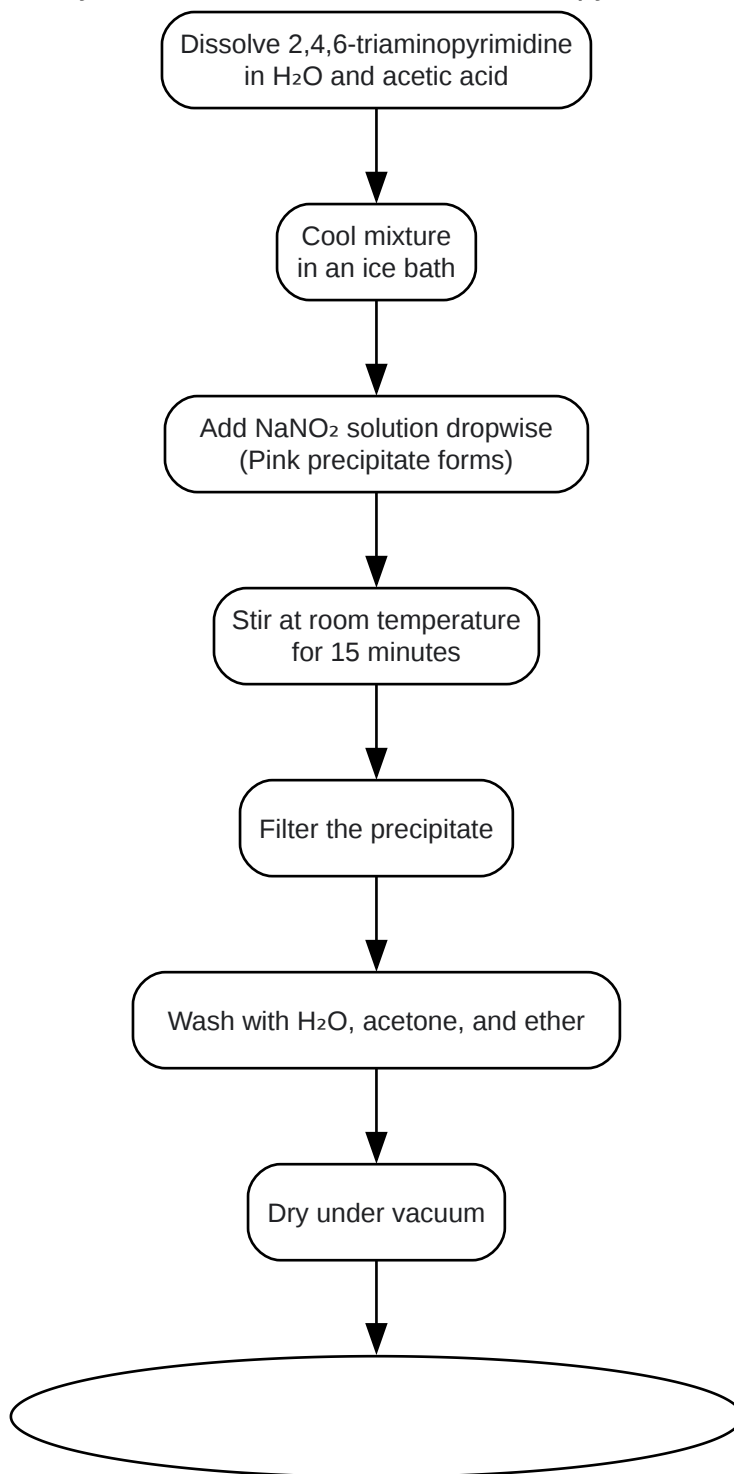 Dissolve 2,4,6-triaminopyrimidine
in H₂O and acetic acid
Cool mixture
in an ice bath
Add NaNO₂ solution dropwise
(Pink precipitate forms)
Stir at room temperature
for 15 minutes
Filter the precipitate
Wash with H₂O, acetone, and ether
Dry under vacuum